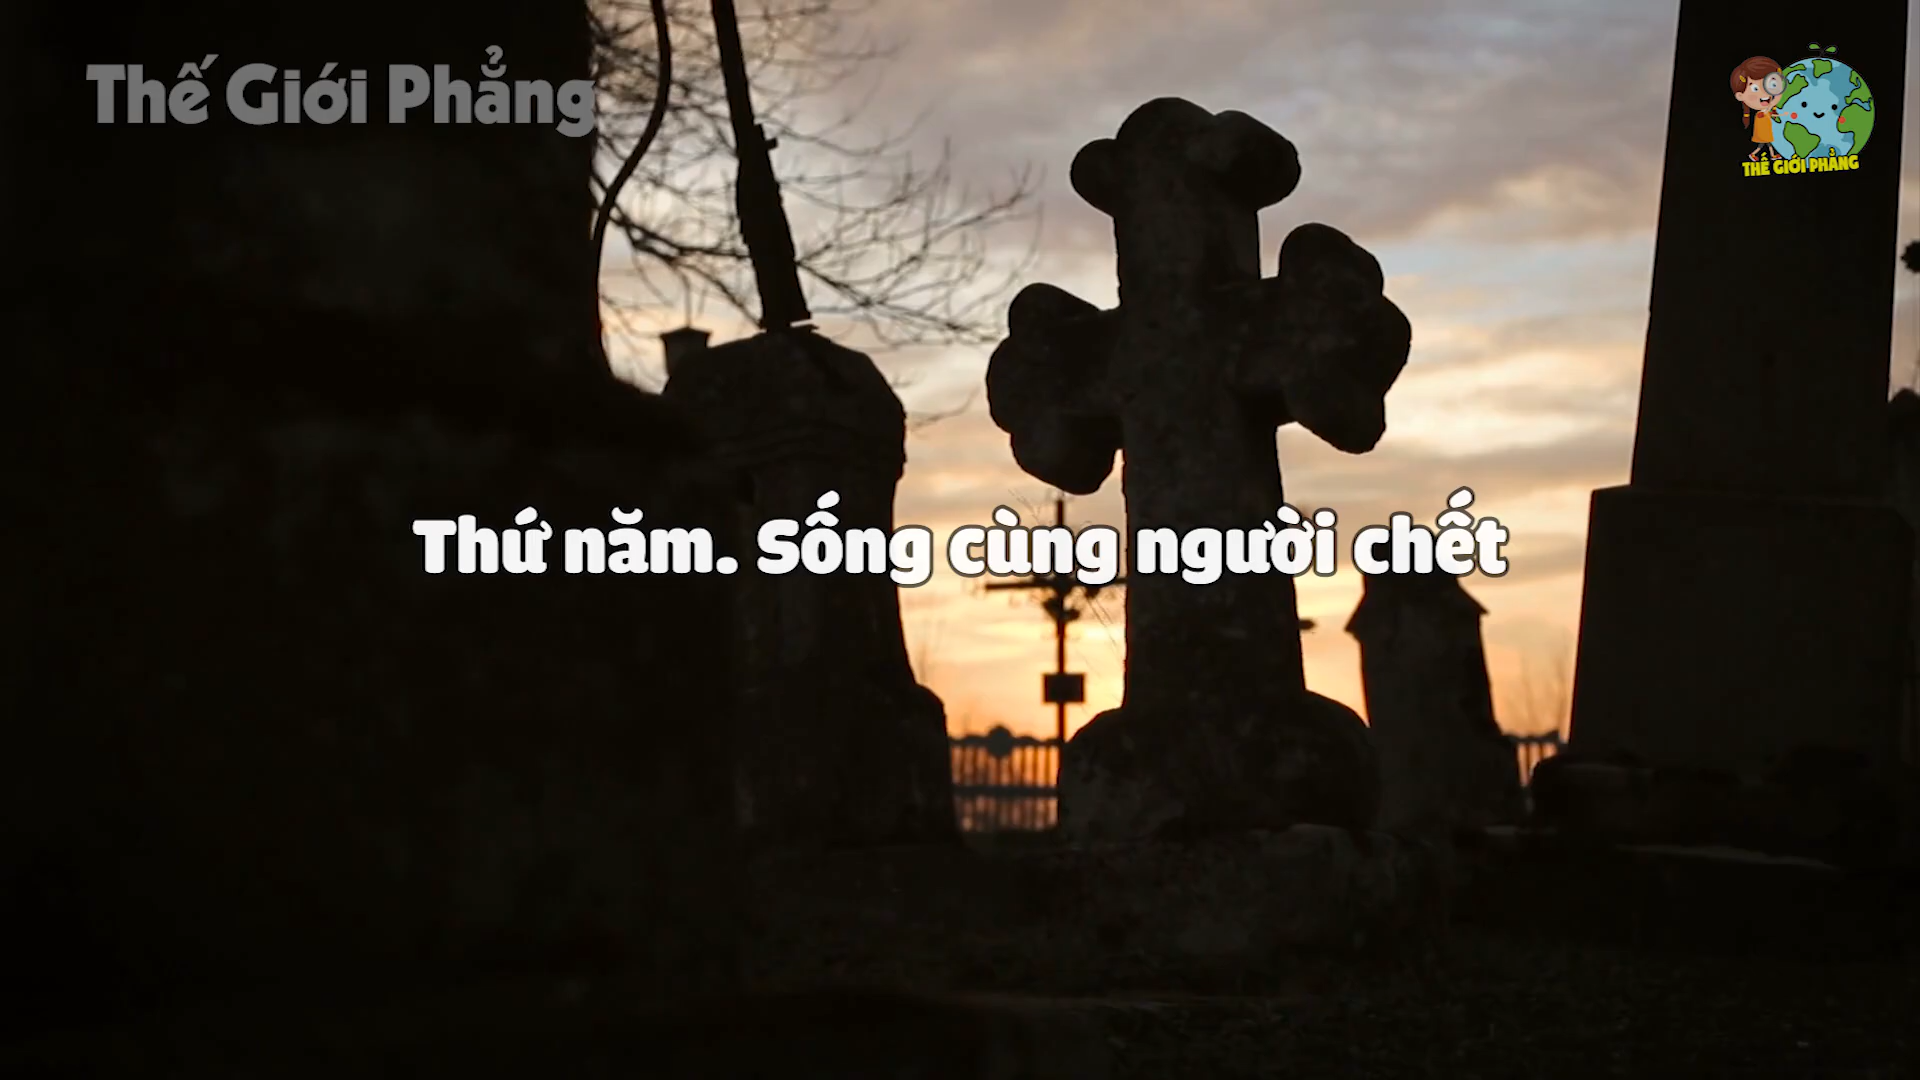 Thế Giới Phẳng
THẾ GIỚI PHẲNG
Thứ năm. Sống cùng người chết